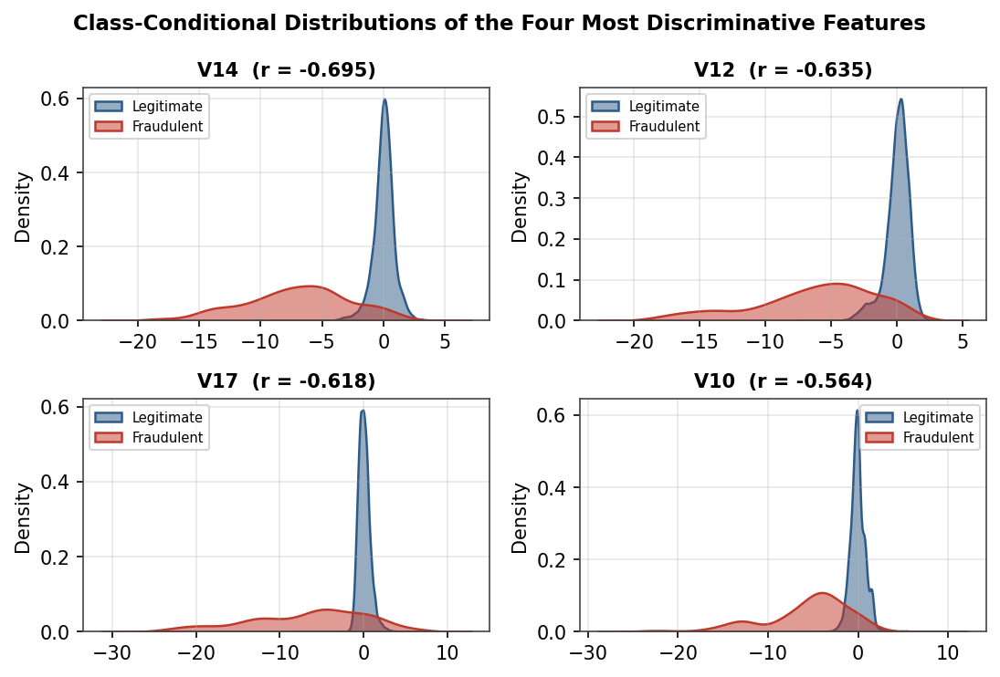 Class-Conditional Distributions of the Four Most Discriminative Features
V14  (r = -0.695)
Legitimate
Fraudulent
Density
0.6
0.4
0.2
0.0
−20 −15 −10 −5 0 5
V12  (r = -0.635)
Legitimate
Fraudulent
Density
0.5
0.4
0.3
0.2
0.1
0.0
−20 −15 −10 −5 0 5
V17  (r = -0.618)
Legitimate
Fraudulent
Density
0.6
0.4
0.2
0.0
−30 −20 −10 0 10
V10  (r = -0.564)
Legitimate
Fraudulent
Density
0.6
0.4
0.2
0.0
−30 −20 −10 0 10